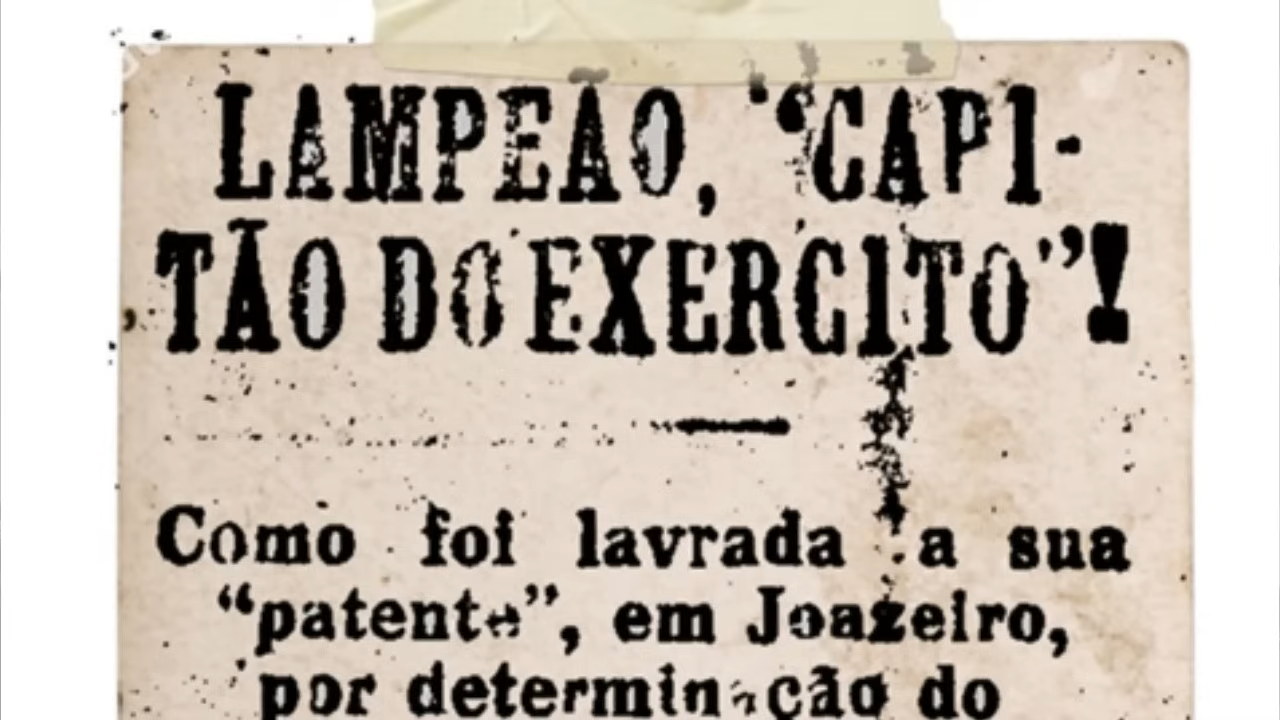 LAMPEÃO, “CAPI-
TÃO DO EXERCITO”!
Como foi lavrada a sua
“patente”, em Joazeiro,
por determinação do